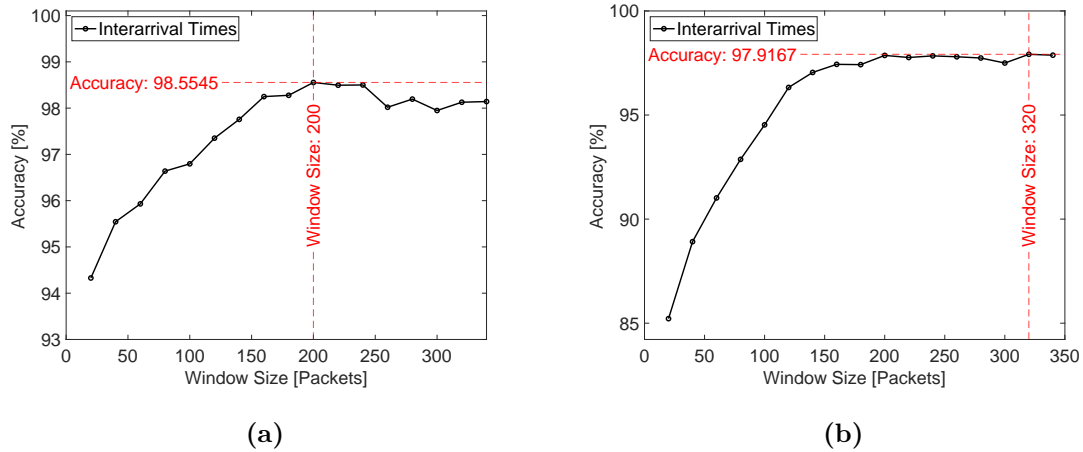 100
99
98
97
96
95
94
93
Accuracy [%]
Interarrival Times
Accuracy: 98.5545
Window Size: 200
0 50 100 150 200 250 300
Window Size [Packets]
(a)
100
95
90
85
Accuracy [%]
Interarrival Times
Accuracy: 97.9167
Window Size: 320
0 50 100 150 200 250 300 350
Window Size [Packets]
(b)